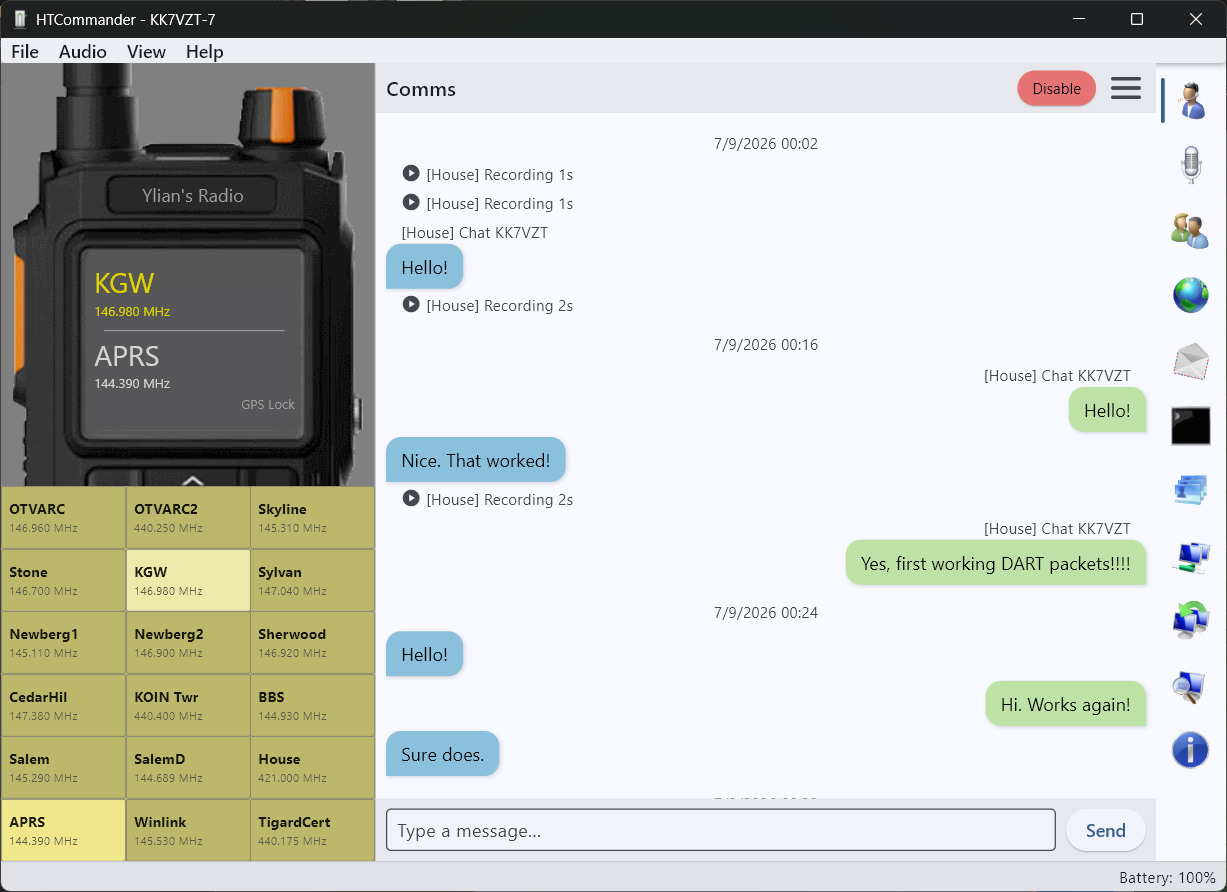 HTCommander - KK7VZT-7
File Audio View Help
Ylian's Radio
KGW
146.980 MHz
APRS
144.390 MHz
GPS Lock
OTVARC
146.960 MHz
OTVARC2
440.250 MHz
Skyline
145.310 MHz
Stone
146.700 MHz
KGW
146.980 MHz
Sylvan
147.040 MHz
Newberg1
145.110 MHz
Newberg2
146.900 MHz
Sherwood
146.920 MHz
CedarHil
147.380 MHz
KOIN Twr
440.400 MHz
BBS
144.930 MHz
Salem
145.290 MHz
SalemD
144.689 MHz
House
421.000 MHz
APRS
144.390 MHz
Winlink
145.530 MHz
TigardCert
440.175 MHz
Comms
Disable
7/9/2026 00:02
[House] Recording 1s
[House] Recording 1s
[House] Chat KK7VZT
Hello!
[House] Recording 2s
7/9/2026 00:16
[House] Chat KK7VZT
Hello!
Nice. That worked!
[House] Recording 2s
[House] Chat KK7VZT
Yes, first working DART packets!!!!
7/9/2026 00:24
Hello!
Hi. Works again!
Sure does.
Type a message...
Send
Battery: 100%